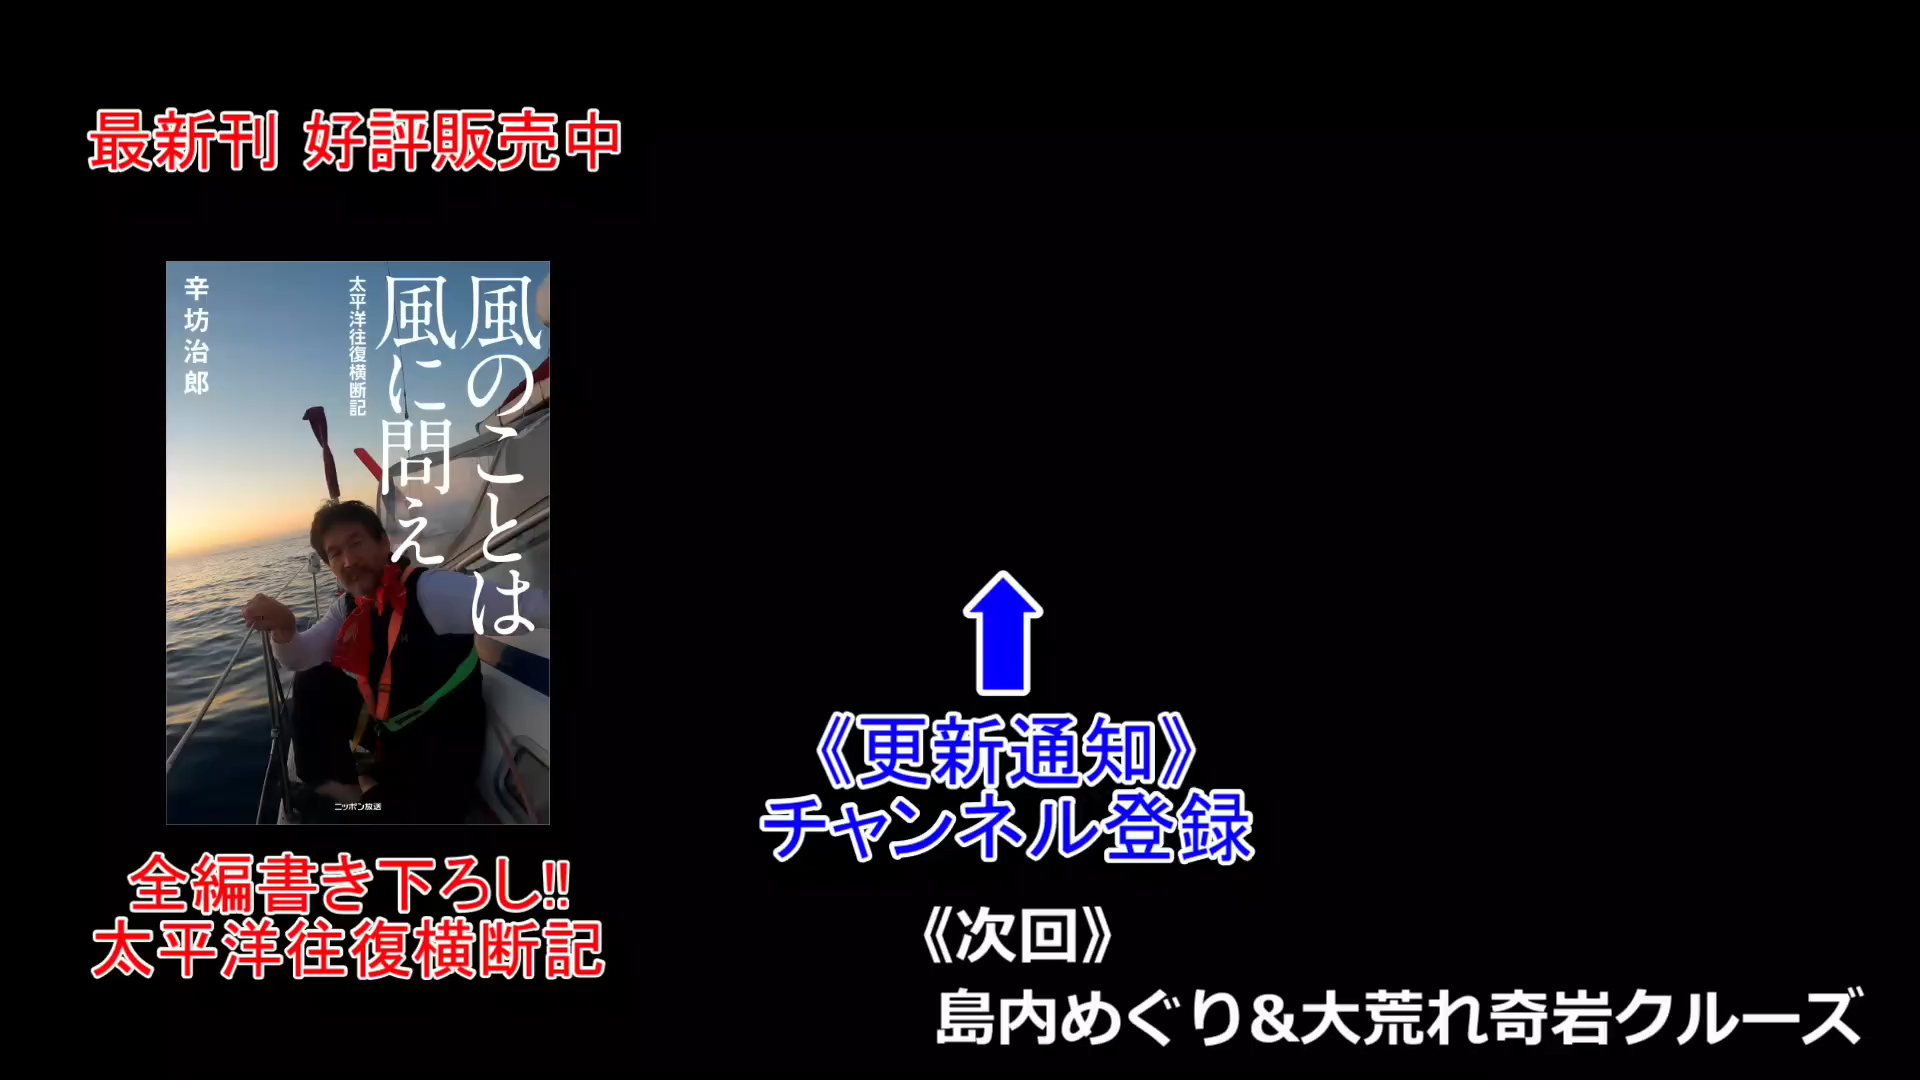 最新刊 好評販売中
風のことは
風に問え
太平洋往復横断記
辛坊治郎
ニッポン放送
全編書き下ろし!!
太平洋往復横断記
《更新通知》
チャンネル登録
《次回》
島内めぐり&大荒れ奇岩クルーズ